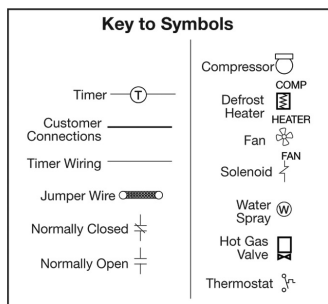 Key to Symbols
Timer T
Customer
Connections
Timer Wiring
Jumper Wire
Normally Closed
Normally Open
Compressor
COMP
Defrost
Heater
HEATER
Fan
FAN
Solenoid
Water
Spray
W
Hot Gas
Valve
Thermostat